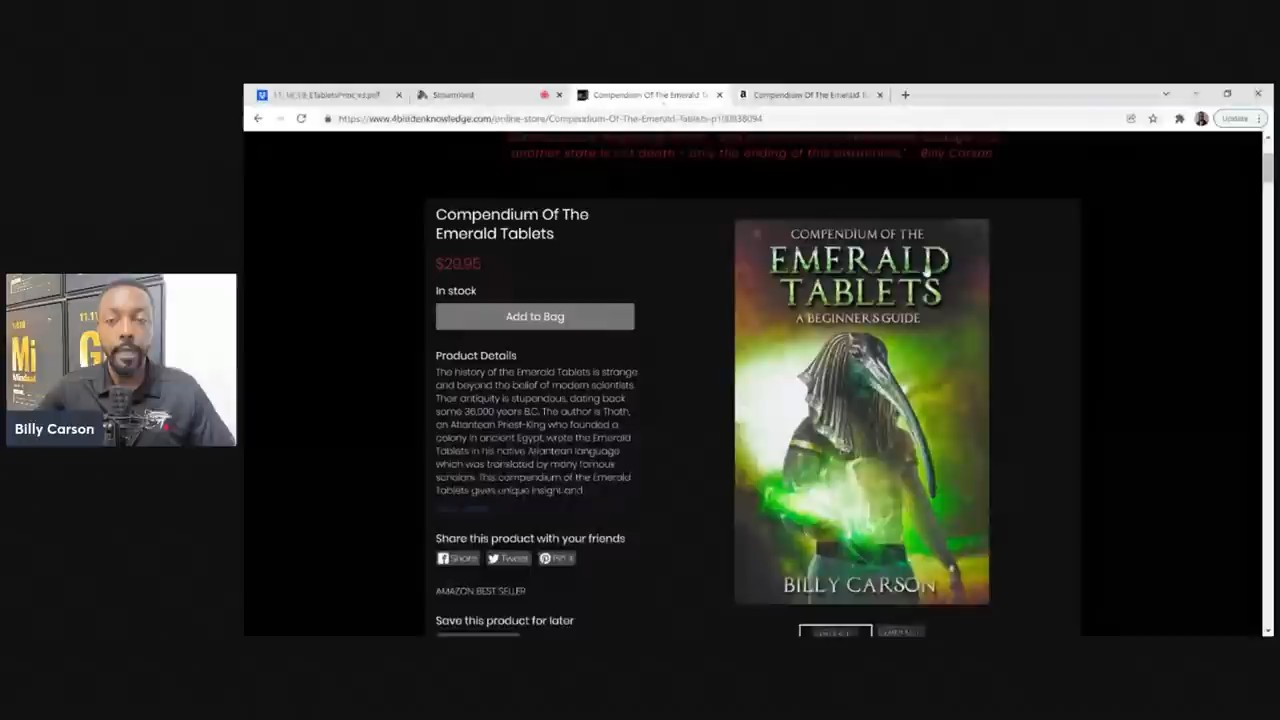 Compendium Of The Emerald Ta
Compendium Of The Emerald T
https://www.4biddenknowledge.com/online-store/Compendium-Of-The-Emerald-Tablets-p100838094
Update
another state is not death - only the ending of this awareness." Billy Carson
Compendium Of The
Emerald Tablets
$29.95
In stock
Add to Bag
Product Details
The history of the Emerald Tablets is strange
and beyond the belief of modern scientists.
Their antiquity is stupendous, dating back
some 36,000 years B.C. The author is Thoth,
an Atlantean Priest-King who founded a
colony in ancient Egypt, wrote the Emerald
Tablets in his native Atlantean language
which was translated by many famous
scholars. This compendium of the Emerald
Tablets gives unique insight and
Share this product with your friends
Share Tweet Pin it
AMAZON BEST SELLER
Save this product for later
COMPENDIUM OF THE
EMERALD
TABLETS
A BEGINNER'S GUIDE
BILLY CARSON
11:11
Mi
Mindset
G
Billy Carson